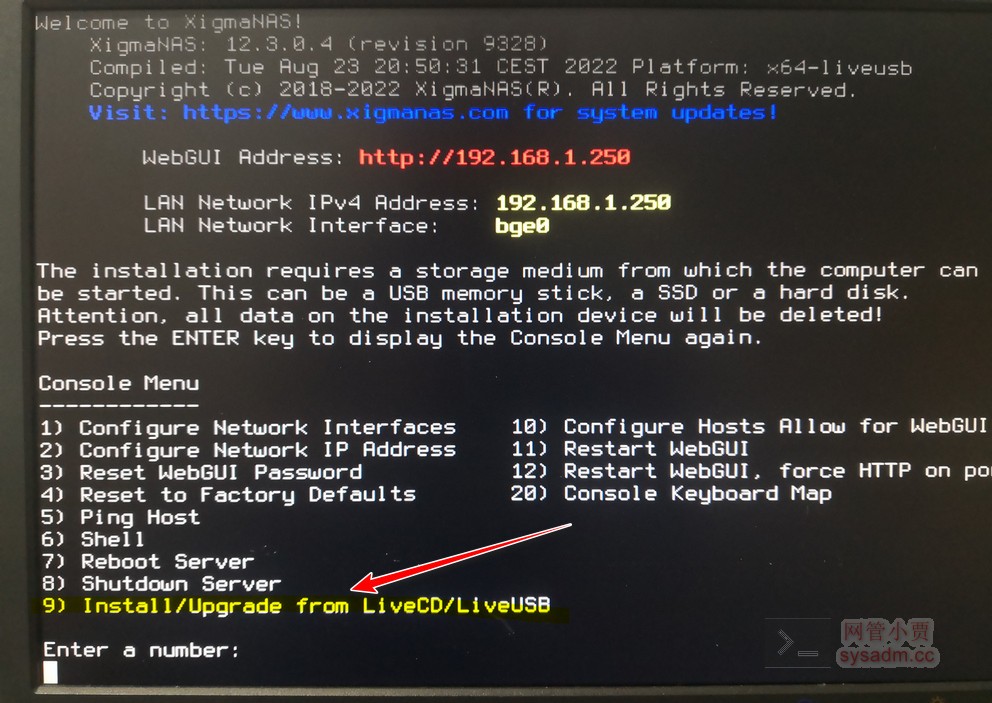 Welcome to XigmaNAS!
XigmaNAS: 12.3.0.4 (revision 9328)
Compiled: Tue Aug 23 20:50:31 CEST 2022 Platform: x64-liveusb
Copyright (c) 2018-2022 XigmaNAS(R). All Rights Reserved.
Visit: https://www.xigmanas.com for system updates!
WebGUI Address: http://192.168.1.250
LAN Network IPv4 Address: 192.168.1.250
LAN Network Interface: bge0
The installation requires a storage medium from which the computer can
be started. This can be a USB memory stick, a SSD or a hard disk.
Attention, all data on the installation device will be deleted!
Press the ENTER key to display the Console Menu again.
Console Menu
------------
1) Configure Network Interfaces 10) Configure Hosts Allow for WebGUI
2) Configure Network IP Address 11) Restart WebGUI
3) Reset WebGUI Password 12) Restart WebGUI, force HTTP on
4) Reset to Factory Defaults 20) Console Keyboard Map
5) Ping Host
6) Shell
7) Reboot Server
8) Shutdown Server
9) Install/Upgrade from LiveCD/LiveUSB
Enter a number:
>_ 网管小贾
sysadm.cc